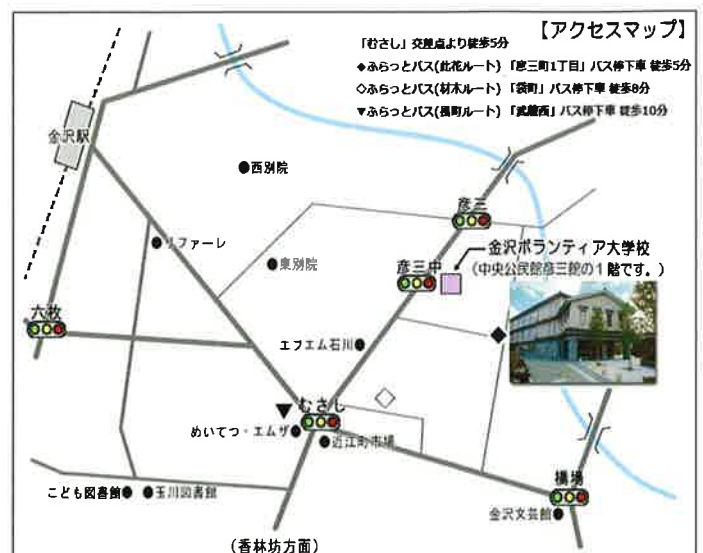 【アクセスマップ】
「むさし」交差点より徒歩5分
◆ふらっとバス(此花ルート)「彦三町1丁目」バス停下車 徒歩5分
◇ふらっとバス(材木ルート)「袋町」バス停下車 徒歩8分
▼ふらっとバス(長町ルート)「武蔵西」バス停下車 徒歩10分
金沢駅
●西別院
彦三
●リファーレ
●東別院
彦三中
金沢ボランティア大学校
(中央公民館彦三館の1階です。)
六枚
エフエム石川●
むさし
めいてつ・エムザ●
●近江町市場
橋場
こども図書館●
●玉川図書館
金沢文芸館●
(香林坊方面)